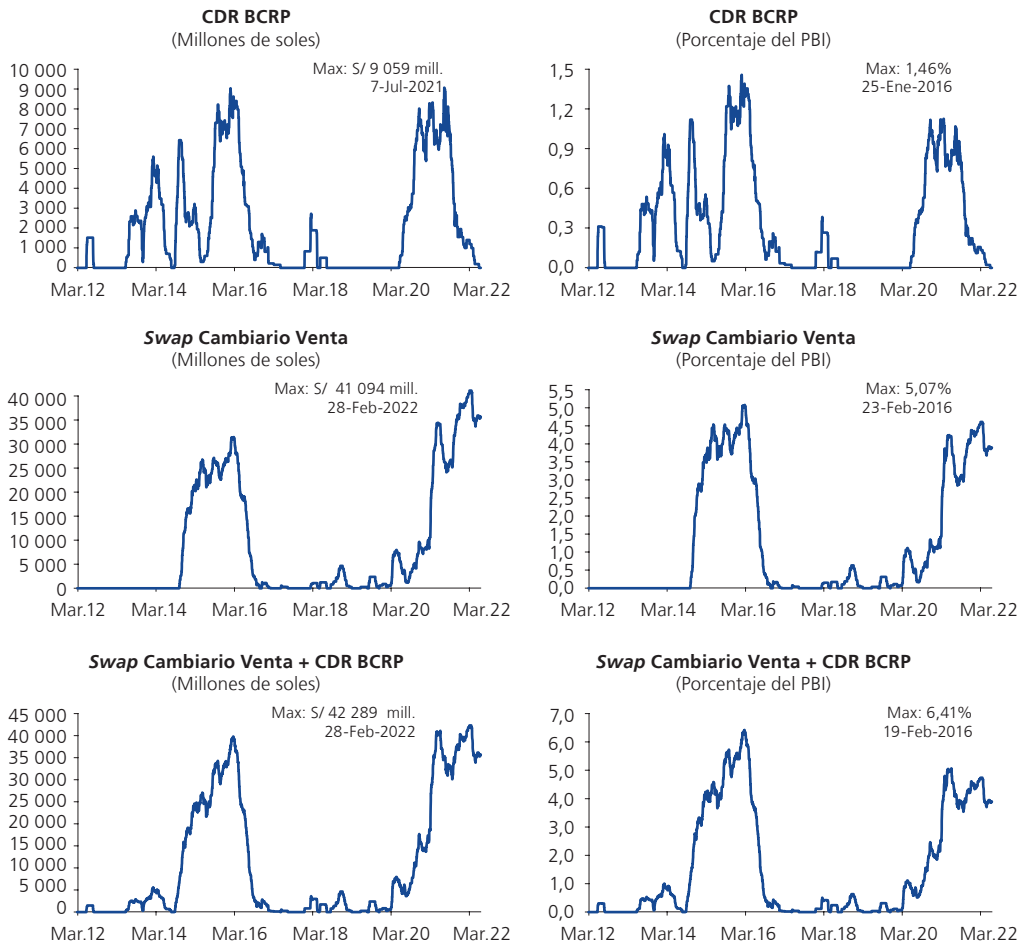 CDR BCRP
(Millones de soles)
Max: S/ 9 059 mill.
7-Jul-2021
10 000
9 000
8 000
7 000
6 000
5 000
4 000
3 000
2 000
1 000
0
Mar.12 Mar.14 Mar.16 Mar.18 Mar.20 Mar.22
CDR BCRP
(Porcentaje del PBI)
Max: 1,46%
25-Ene-2016
1,5
1,2
0,9
0,6
0,3
0,0
Mar.12 Mar.14 Mar.16 Mar.18 Mar.20 Mar.22
Swap Cambiario Venta
(Millones de soles)
Max: S/ 41 094 mill.
28-Feb-2022
40 000
35 000
30 000
25 000
20 000
15 000
10 000
5 000
0
Mar.12 Mar.14 Mar.16 Mar.18 Mar.20 Mar.22
Swap Cambiario Venta
(Porcentaje del PBI)
Max: 5,07%
23-Feb-2016
5,5
5,0
4,5
4,0
3,5
3,0
2,5
2,0
1,5
1,0
0,5
0,0
Mar.12 Mar.14 Mar.16 Mar.18 Mar.20 Mar.22
Swap Cambiario Venta + CDR BCRP
(Millones de soles)
Max: S/ 42 289 mill.
28-Feb-2022
45 000
40 000
35 000
30 000
25 000
20 000
15 000
10 000
5 000
0
Mar.12 Mar.14 Mar.16 Mar.18 Mar.20 Mar.22
Swap Cambiario Venta + CDR BCRP
(Porcentaje del PBI)
Max: 6,41%
19-Feb-2016
7,0
6,0
5,0
4,0
3,0
2,0
1,0
0,0
Mar.12 Mar.14 Mar.16 Mar.18 Mar.20 Mar.22